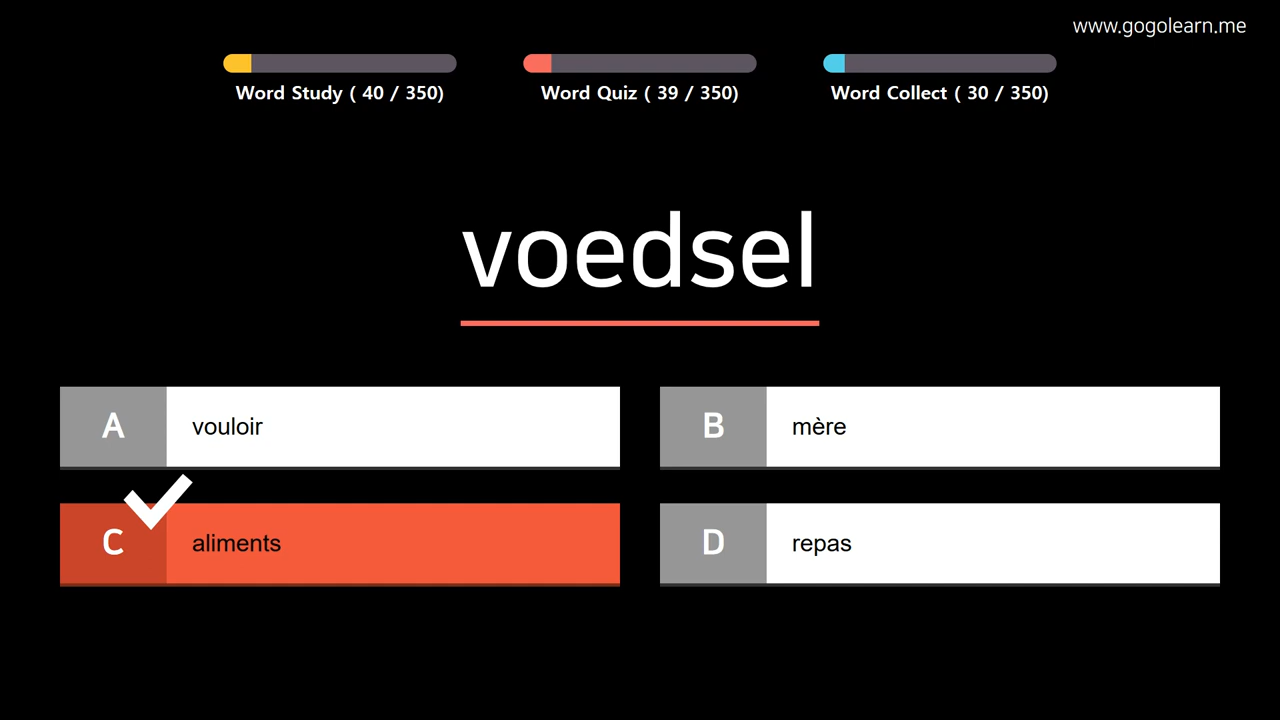 www.gogolearn.me
Word Study ( 40 / 350)
Word Quiz ( 39 / 350)
Word Collect ( 30 / 350)
voedsel
A vouloir
B mère
C aliments
D repas